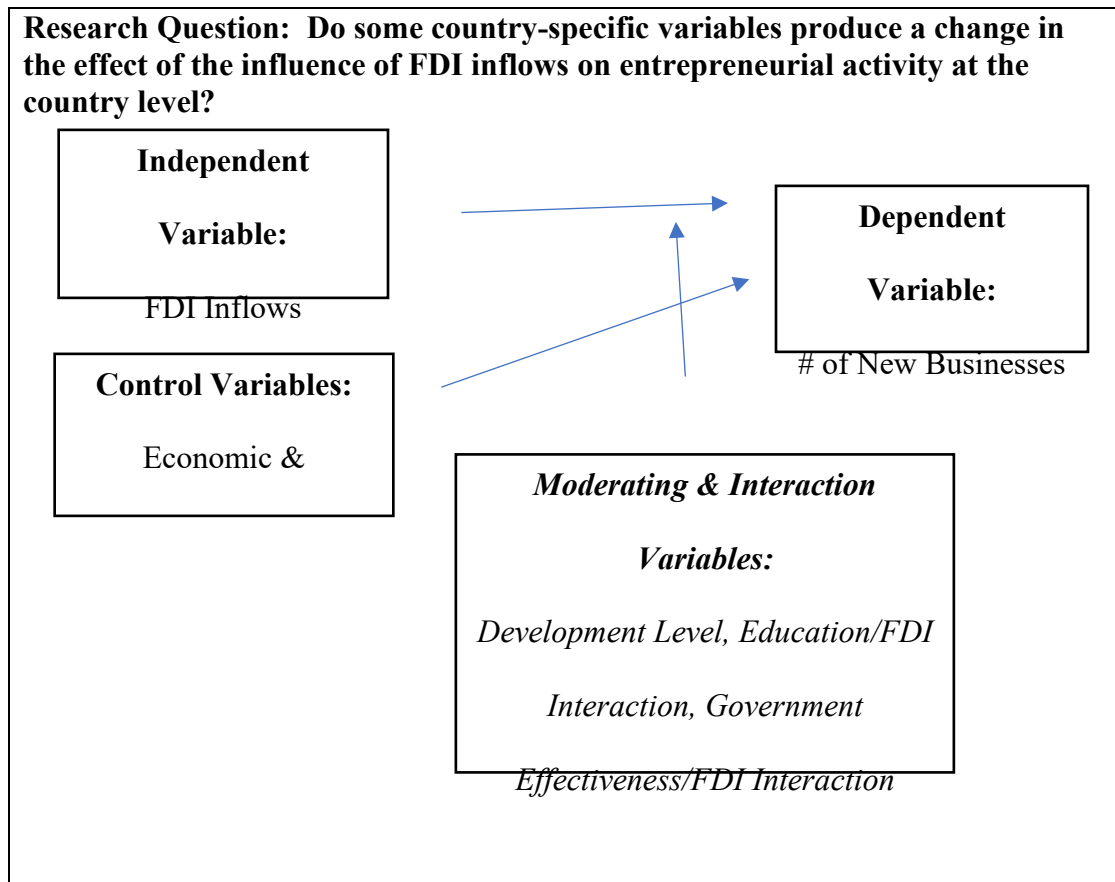 Research Question: Do some country-specific variables produce a change in
the effect of the influence of FDI inflows on entrepreneurial activity at the
country level?
Independent
Variable:
FDI Inflows
Dependent
Variable:
# of New Businesses
Control Variables:
Economic &
Moderating & Interaction
Variables:
Development Level, Education/FDI
Interaction, Government
Effectiveness/FDI Interaction